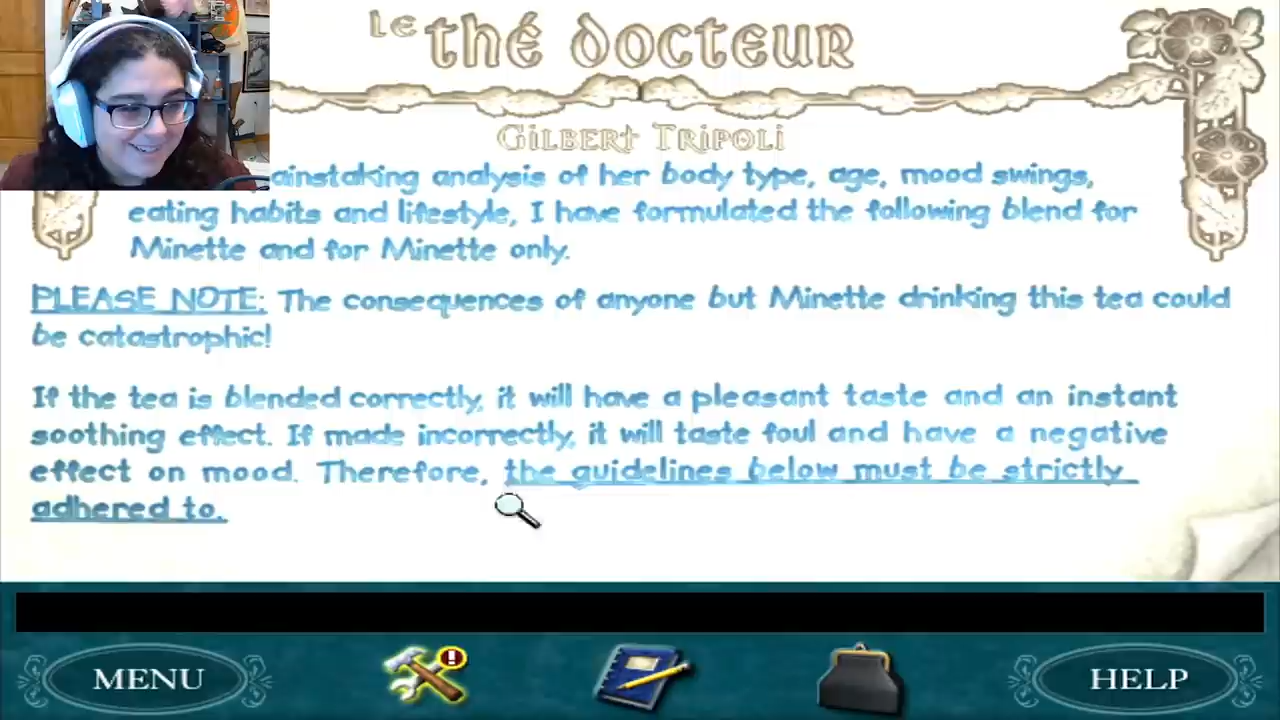 Le thé docteur
Gilbert Tripoli
ainstaking analysis of her body type, age, mood swings,
eating habits and lifestyle, I have formulated the following blend for
Minette and for Minette only.
PLEASE NOTE: The consequences of anyone but Minette drinking this tea could
be catastrophic!
If the tea is blended correctly, it will have a pleasant taste and an instant
soothing effect. If made incorrectly, it will taste foul and have a negative
effect on mood. Therefore, the guidelines below must be strictly
adhered to.
MENU
HELP